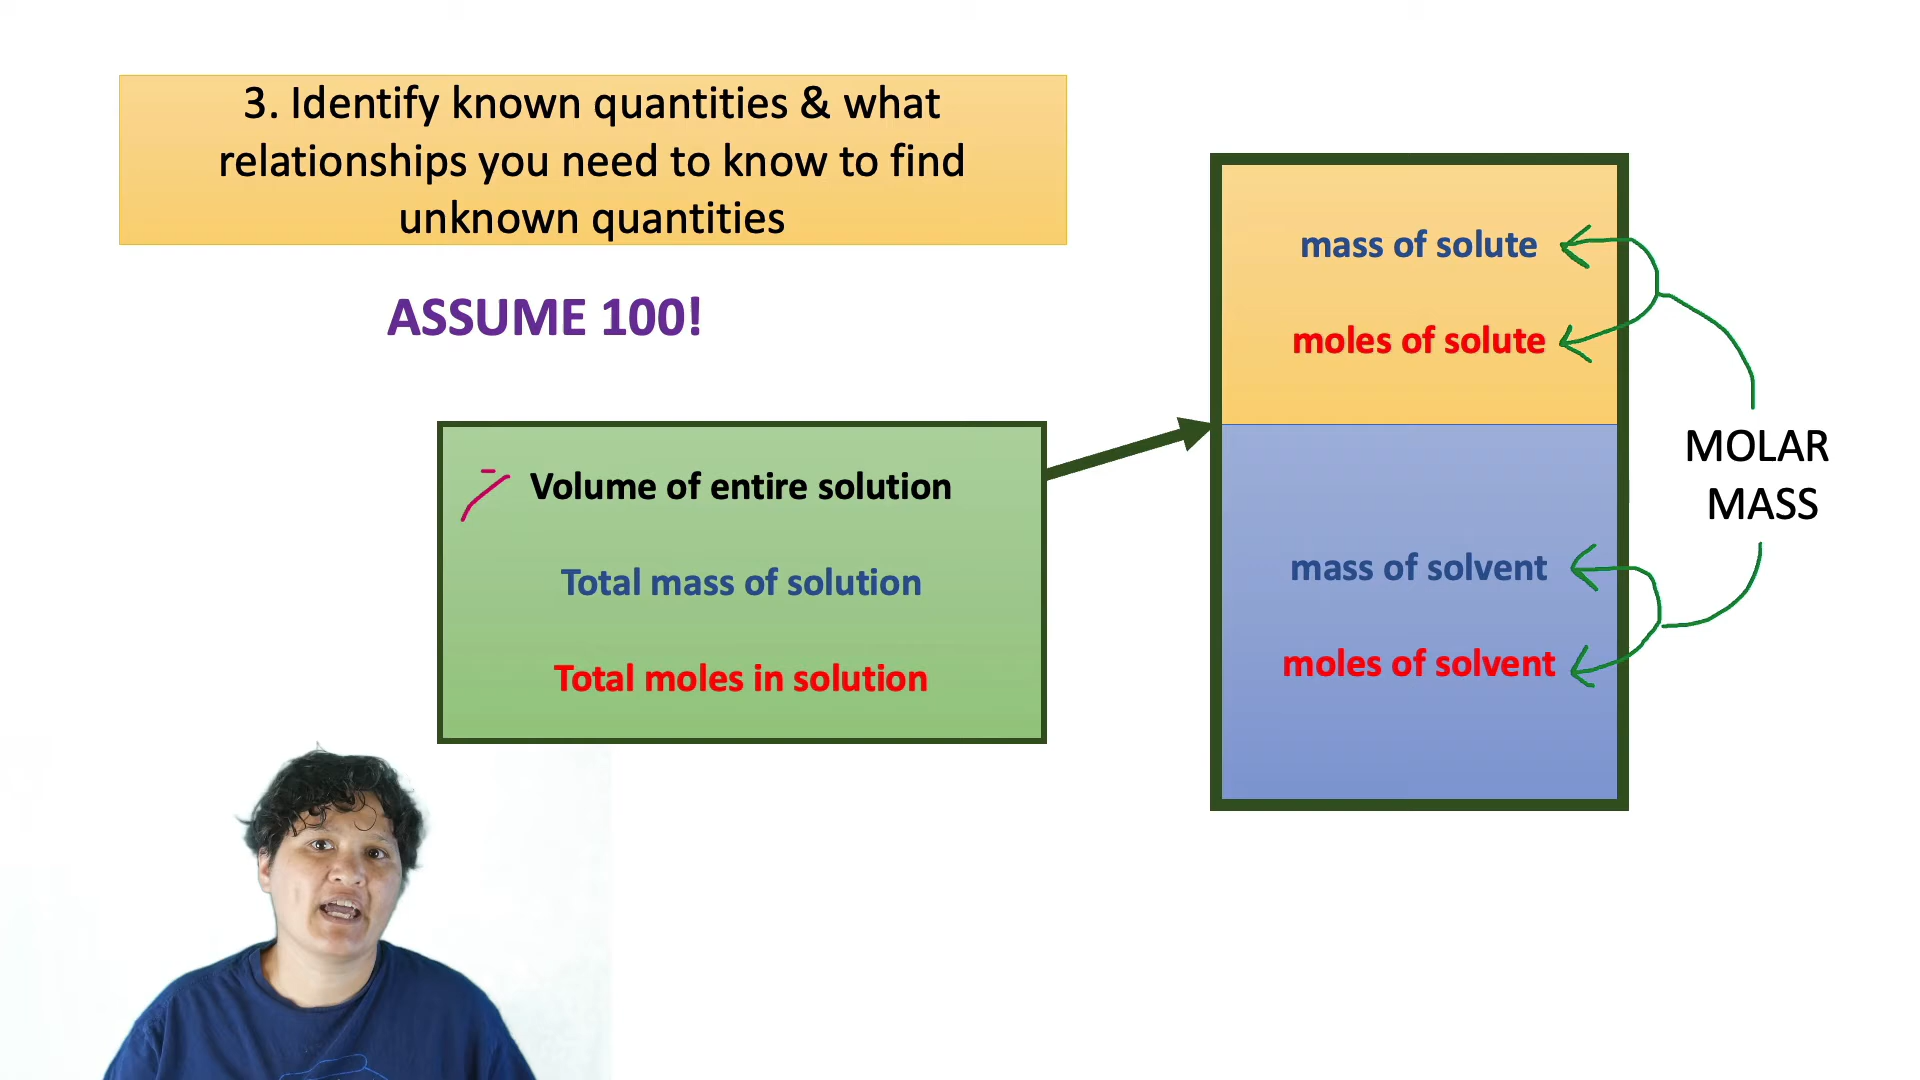 3. Identify known quantities & what
relationships you need to know to find
unknown quantities
ASSUME 100!
Volume of entire solution
Total mass of solution
Total moles in solution
mass of solute
moles of solute
mass of solvent
moles of solvent
MOLAR
MASS